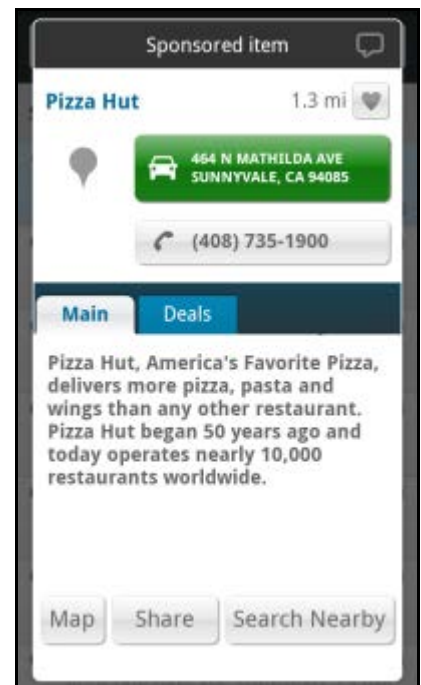 Sponsored item
Pizza Hut
1.3 mi
464 N MATHILDA AVE
SUNNYVALE, CA 94085
(408) 735-1900
Main
Deals
Pizza Hut, America's Favorite Pizza,
delivers more pizza, pasta and
wings than any other restaurant.
Pizza Hut began 50 years ago and
today operates nearly 10,000
restaurants worldwide.
Map
Share
Search Nearby